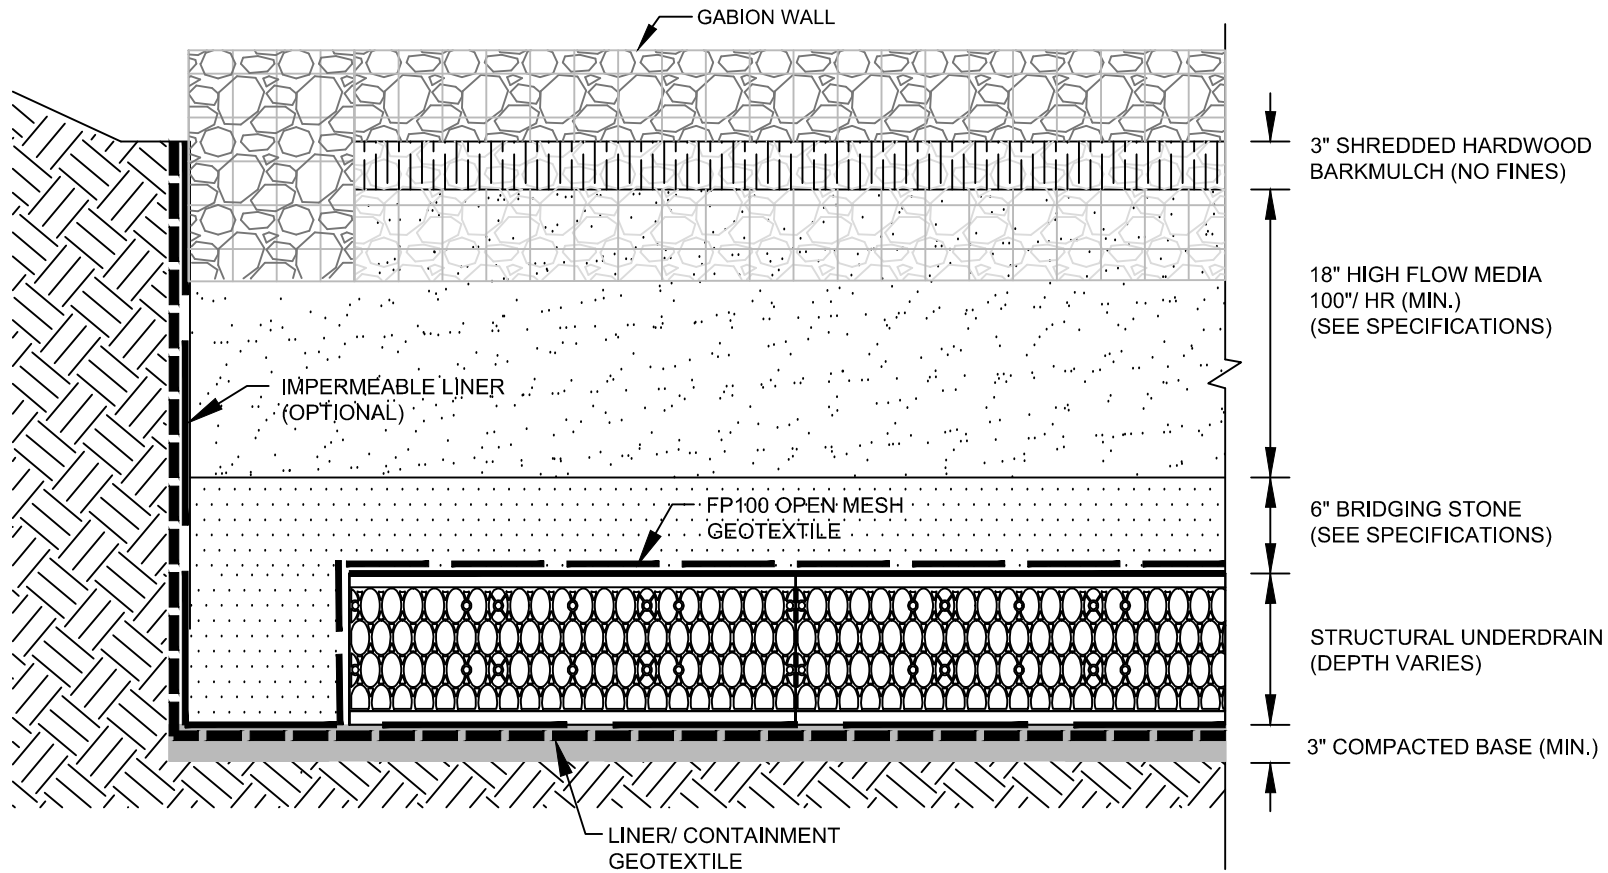 GABION WALL
3" SHREDDED HARDWOOD
BARKMULCH (NO FINES)
18" HIGH FLOW MEDIA
100"/ HR (MIN.)
(SEE SPECIFICATIONS)
IMPERMEABLE LINER
(OPTIONAL)
FP100 OPEN MESH
GEOTEXTILE
6" BRIDGING STONE
(SEE SPECIFICATIONS)
STRUCTURAL UNDERDRAIN
(DEPTH VARIES)
3" COMPACTED BASE (MIN.)
LINER/ CONTAINMENT
GEOTEXTILE